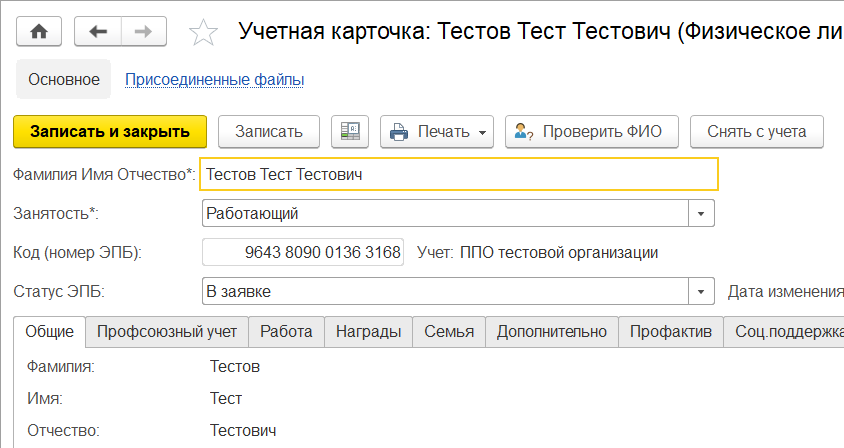 Учетная карточка: Тестов Тест Тестович (Физическое ли
Основное Присоединенные файлы
Записать и закрыть Записать Печать Проверить ФИО Снять с учета
Фамилия Имя Отчество*: Тестов Тест Тестович
Занятость*: Работающий
Код (номер ЭПБ): 9643 8090 0136 3168 Учет: ППО тестовой организации
Статус ЭПБ: В заявке Дата изменения
Общие Профсоюзный учет Работа Награды Семья Дополнительно Профактив Соц.поддержка
Фамилия: Тестов
Имя: Тест
Отчество: Тестович